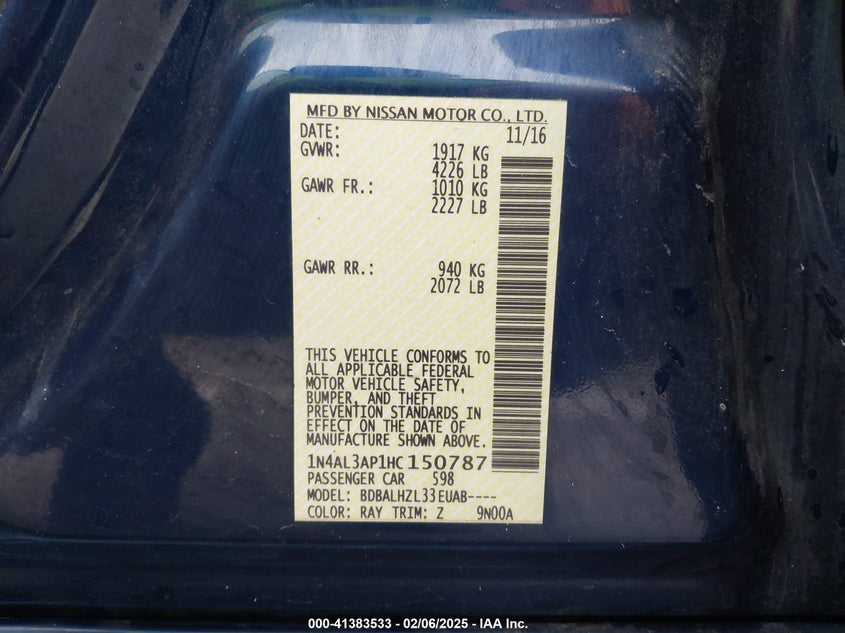 MFD BY NISSAN MOTOR CO., LTD.
DATE: 11/16
GVWR: 1917 KG
4226 LB
GAWR FR.: 1010 KG
2227 LB
GAWR RR.: 940 KG
2072 LB
THIS VEHICLE CONFORMS TO
ALL APPLICABLE FEDERAL
MOTOR VEHICLE SAFETY,
BUMPER, AND THEFT
PREVENTION STANDARDS IN
EFFECT ON THE DATE OF
MANUFACTURE SHOWN ABOVE.
1N4AL3AP1HC150787
PASSENGER CAR 598
MODEL: BDBALHZL33EUAB----
COLOR: RAY TRIM: Z 9N00A
000-41383533 - 02/06/2025 - IAA Inc.